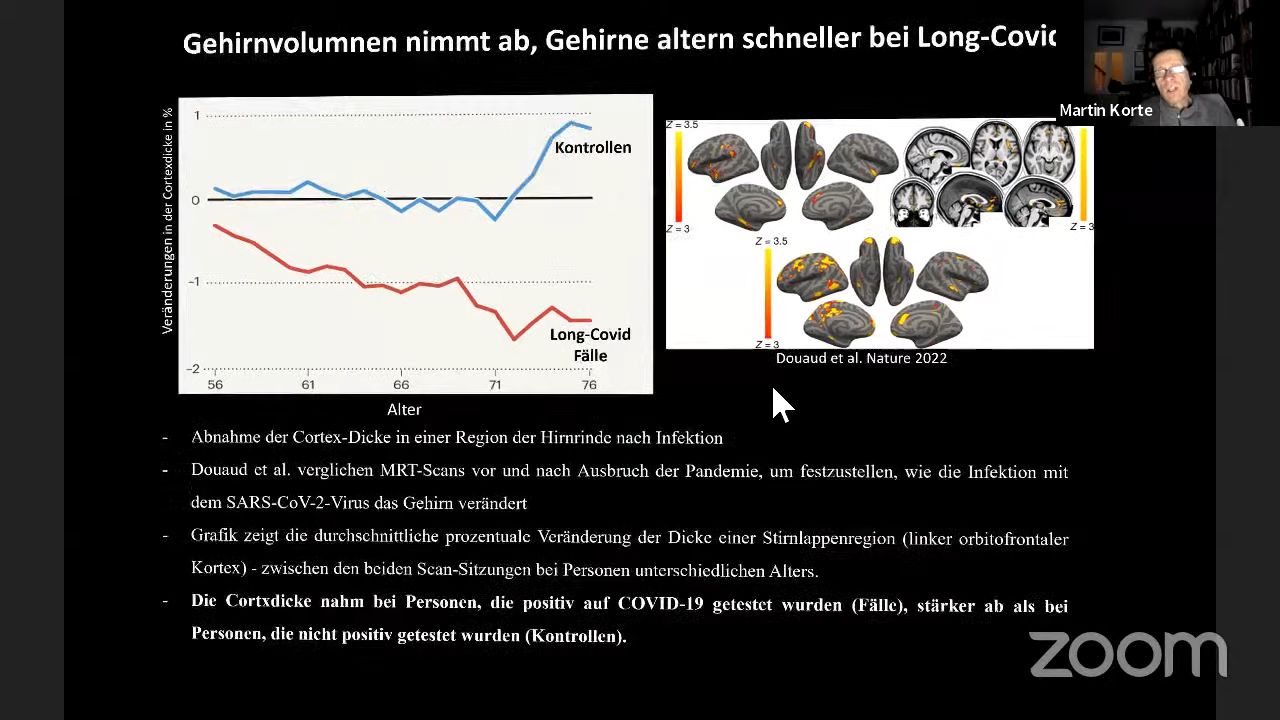 Gehirnvolumnen nimmt ab, Gehirne altern schneller bei Long-Covid
Martin Korte
Veränderungen in der Cortexdicke in %
1
0
-1
-2
Kontrollen
Long-Covid
Fälle
56 61 66 71 76
Alter
Z = 3.5
Z = 3
Z = 3
Z = 3.5
Z = 3
Douaud et al. Nature 2022
- Abnahme der Cortex-Dicke in einer Region der Hirnrinde nach Infektion
- Douaud et al. verglichen MRT-Scans vor und nach Ausbruch der Pandemie, um festzustellen, wie die Infektion mit
dem SARS-CoV-2-Virus das Gehirn verändert
- Grafik zeigt die durchschnittliche prozentuale Veränderung der Dicke einer Stirnlappenregion (linker orbitofrontaler
Kortex) - zwischen den beiden Scan-Sitzungen bei Personen unterschiedlichen Alters.
- Die Cortxdicke nahm bei Personen, die positiv auf COVID-19 getestet wurden (Fälle), stärker ab als bei
Personen, die nicht positiv getestet wurden (Kontrollen).
zoom